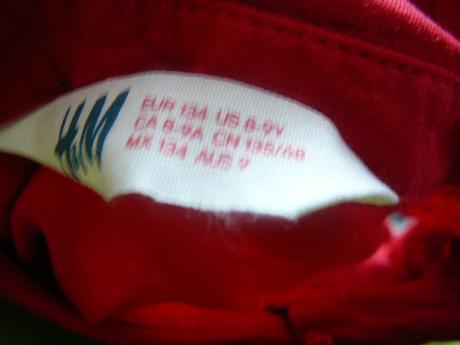 H&M
EUR 134 US 8-9Y
CA 8-9A CN 135/68
MX 134 AUS 9